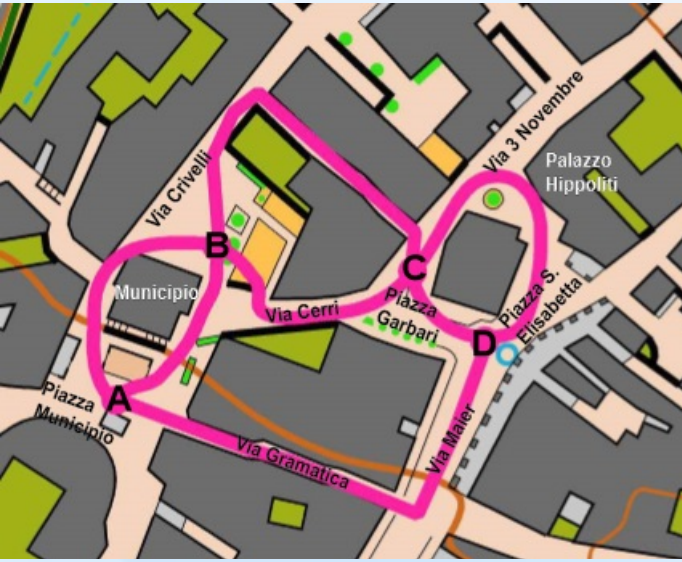 Via 3 Novembre
Palazzo
Hippoliti
Via Crivelli
B
C
Municipio
Via Cerri
Piazza
Garbari
Piazza S.
Elisabetta
D
A
Piazza
Municipio
Via Gramatica
Via Maier